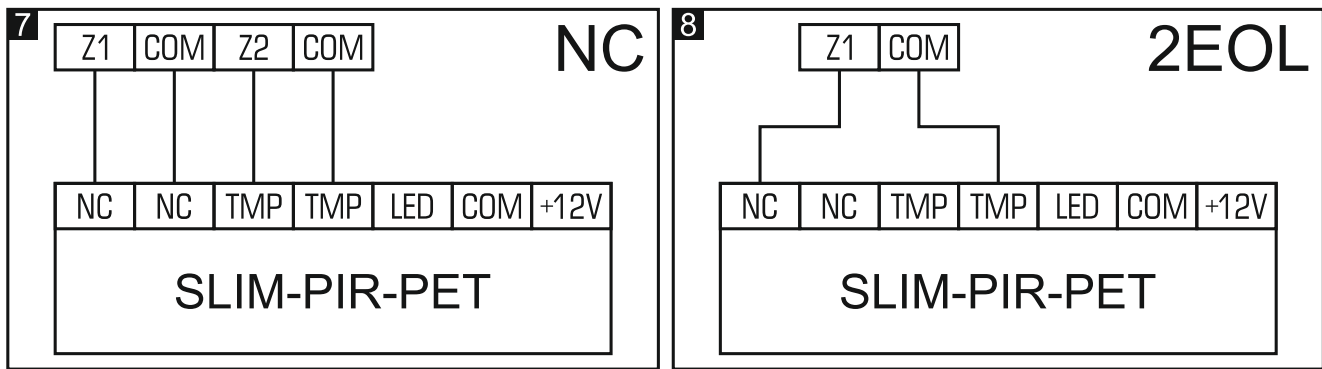 7
Z1 COM Z2 COM
NC
NC NC TMP TMP LED COM +12V
SLIM-PIR-PET
8
Z1 COM
2EOL
NC NC TMP TMP LED COM +12V
SLIM-PIR-PET